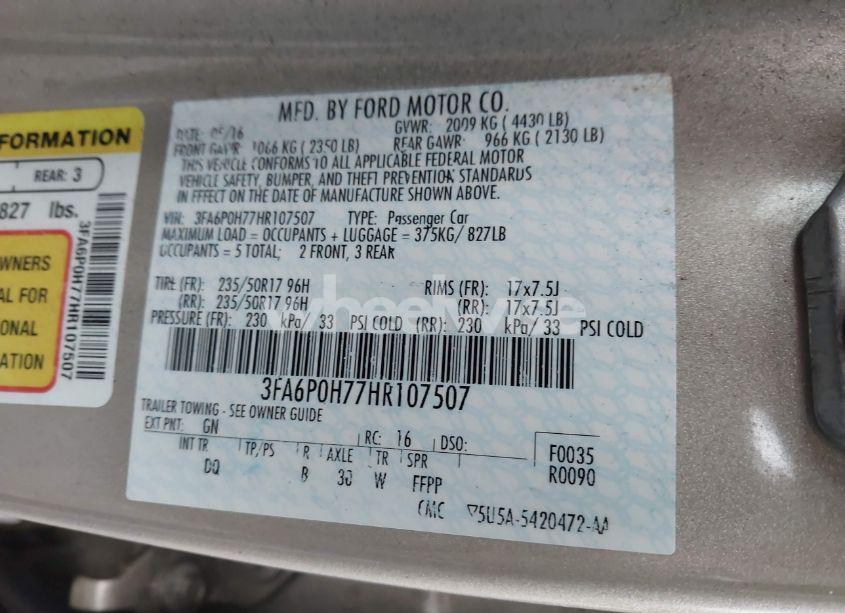 MFD. BY FORD MOTOR CO.
DATE: 05/16 GVWR: 2009 KG ( 4430 LB)
FRONT GAWR: 1066 KG ( 2350 LB) REAR GAWR: 966 KG ( 2130 LB)
THIS VEHICLE CONFORMS TO ALL APPLICABLE FEDERAL MOTOR
VEHICLE SAFETY, BUMPER, AND THEFT PREVENTION STANDARDS
IN EFFECT ON THE DATE OF MANUFACTURE SHOWN ABOVE.
VIN: 3FA6P0H77HR107507 TYPE: Passenger Car
MAXIMUM LOAD = OCCUPANTS + LUGGAGE = 375KG/ 827LB
OCCUPANTS = 5 TOTAL; 2 FRONT, 3 REAR
TIRE (FR): 235/50R17 96H RIMS (FR): 17x7.5J
(RR): 235/50R17 96H (RR): 17x7.5J
PRESSURE (FR): 230 kPa/ 33 PSI COLD (RR): 230 kPa/ 33 PSI COLD
3FA6P0H77HR107507
TRAILER TOWING - SEE OWNER GUIDE
EXT PNT: GN RC: 16 DSO: F0035
INT TR TP/PS R AXLE TR SPR R0090
DQ B 30 W FFPP
CMC 5U5A-5420472-AA
FORMATION
REAR: 3
827 lbs.
3FA6P0H77HR107507
OWNERS
AL FOR
ONAL
ATION
wheelwise